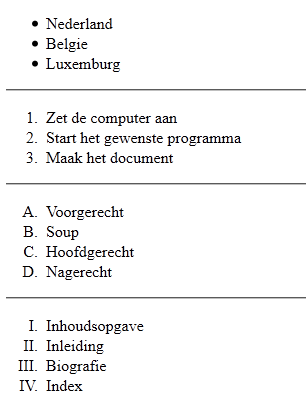 • Nederland
• Belgie
• Luxemburg
1. Zet de computer aan
2. Start het gewenste programma
3. Maak het document
A. Voorgerecht
B. Soup
C. Hoofdgerecht
D. Nagerecht
I. Inhoudsopgave
II. Inleiding
III. Biografie
IV. Index